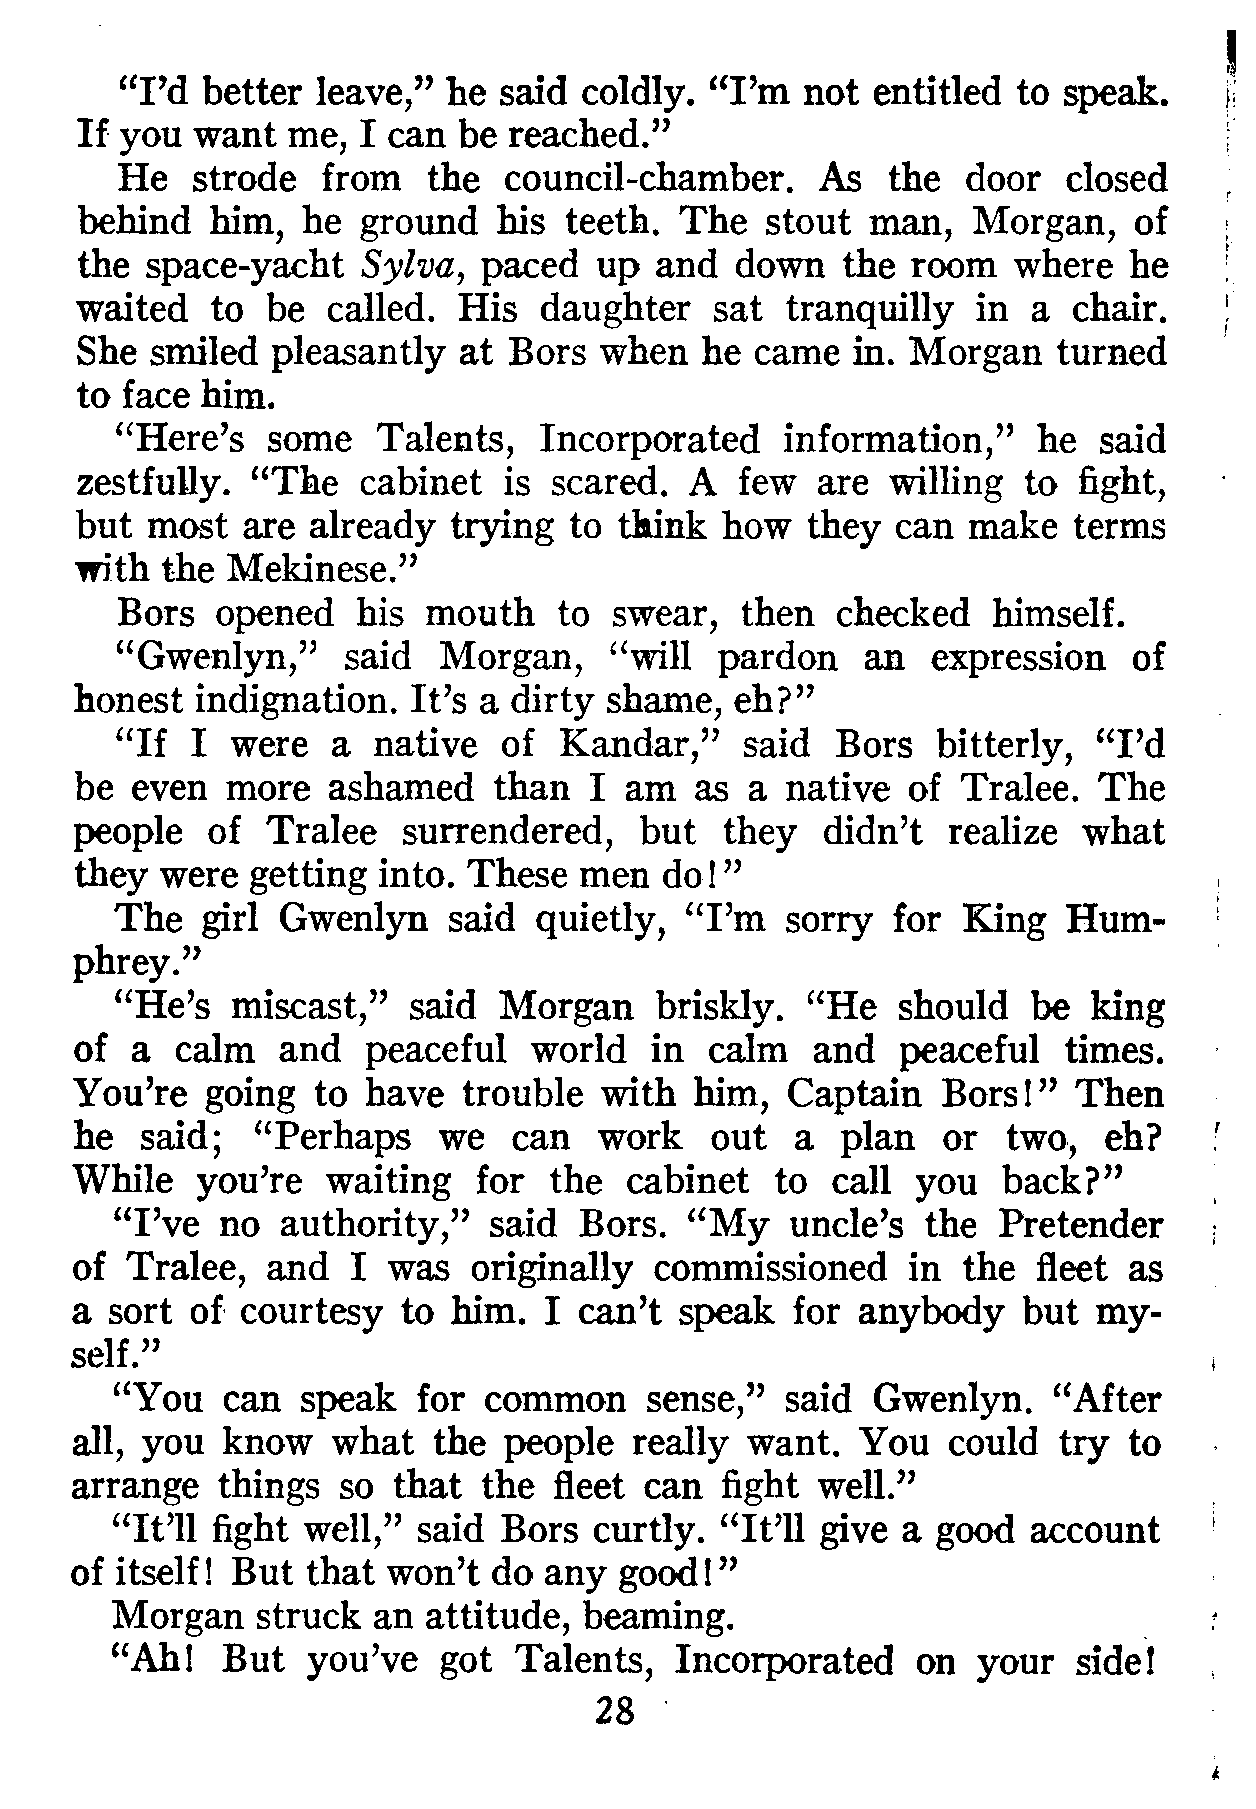 “I’d better leave,” he said coldly. “I’m not entitled to speak.
If you want me, I can be reached.”
He strode from the council-chamber. As the door closed
behind him, he ground his teeth. The stout man, Morgan, of
the space-yacht Sylva, paced up and down the room where he
waited to be called. His daughter sat tranquilly in a chair.
She smiled pleasantly at Bors when he came in. Morgan turned
to face him.
“Here’s some Talents, Incorporated information,” he said
zestfully. “The cabinet is scared. A few are willing to fight,
but most are already trying to think how they can make terms
with the Mekinese.”
Bors opened his mouth to swear, then checked himself.
“Gwenlyn,” said Morgan, “will pardon an expression of
honest indignation. It’s a dirty shame, eh?”
“If I were a native of Kandar,” said Bors bitterly, “I’d
be even more ashamed than I am as a native of Tralee. The
people of Tralee surrendered, but they didn’t realize what
they were getting into. These men do!”
The girl Gwenlyn said quietly, “I’m sorry for King Hum-
phrey.”
“He’s miscast,” said Morgan briskly. “He should be king
of a calm and peaceful world in calm and peaceful times.
You’re going to have trouble with him, Captain Bors!” Then
he said; “Perhaps we can work out a plan or two, eh?
While you’re waiting for the cabinet to call you back?”
“I’ve no authority,” said Bors. “My uncle’s the Pretender
of Tralee, and I was originally commissioned in the fleet as
a sort of courtesy to him. I can’t speak for anybody but my-
self.”
“You can speak for common sense,” said Gwenlyn. “After
all, you know what the people really want. You could try to
arrange things so that the fleet can fight well.”
“It’ll fight well,” said Bors curtly. “It’ll give a good account
of itself! But that won’t do any good!”
Morgan struck an attitude, beaming.
“Ah! But you’ve got Talents, Incorporated on your side!
28